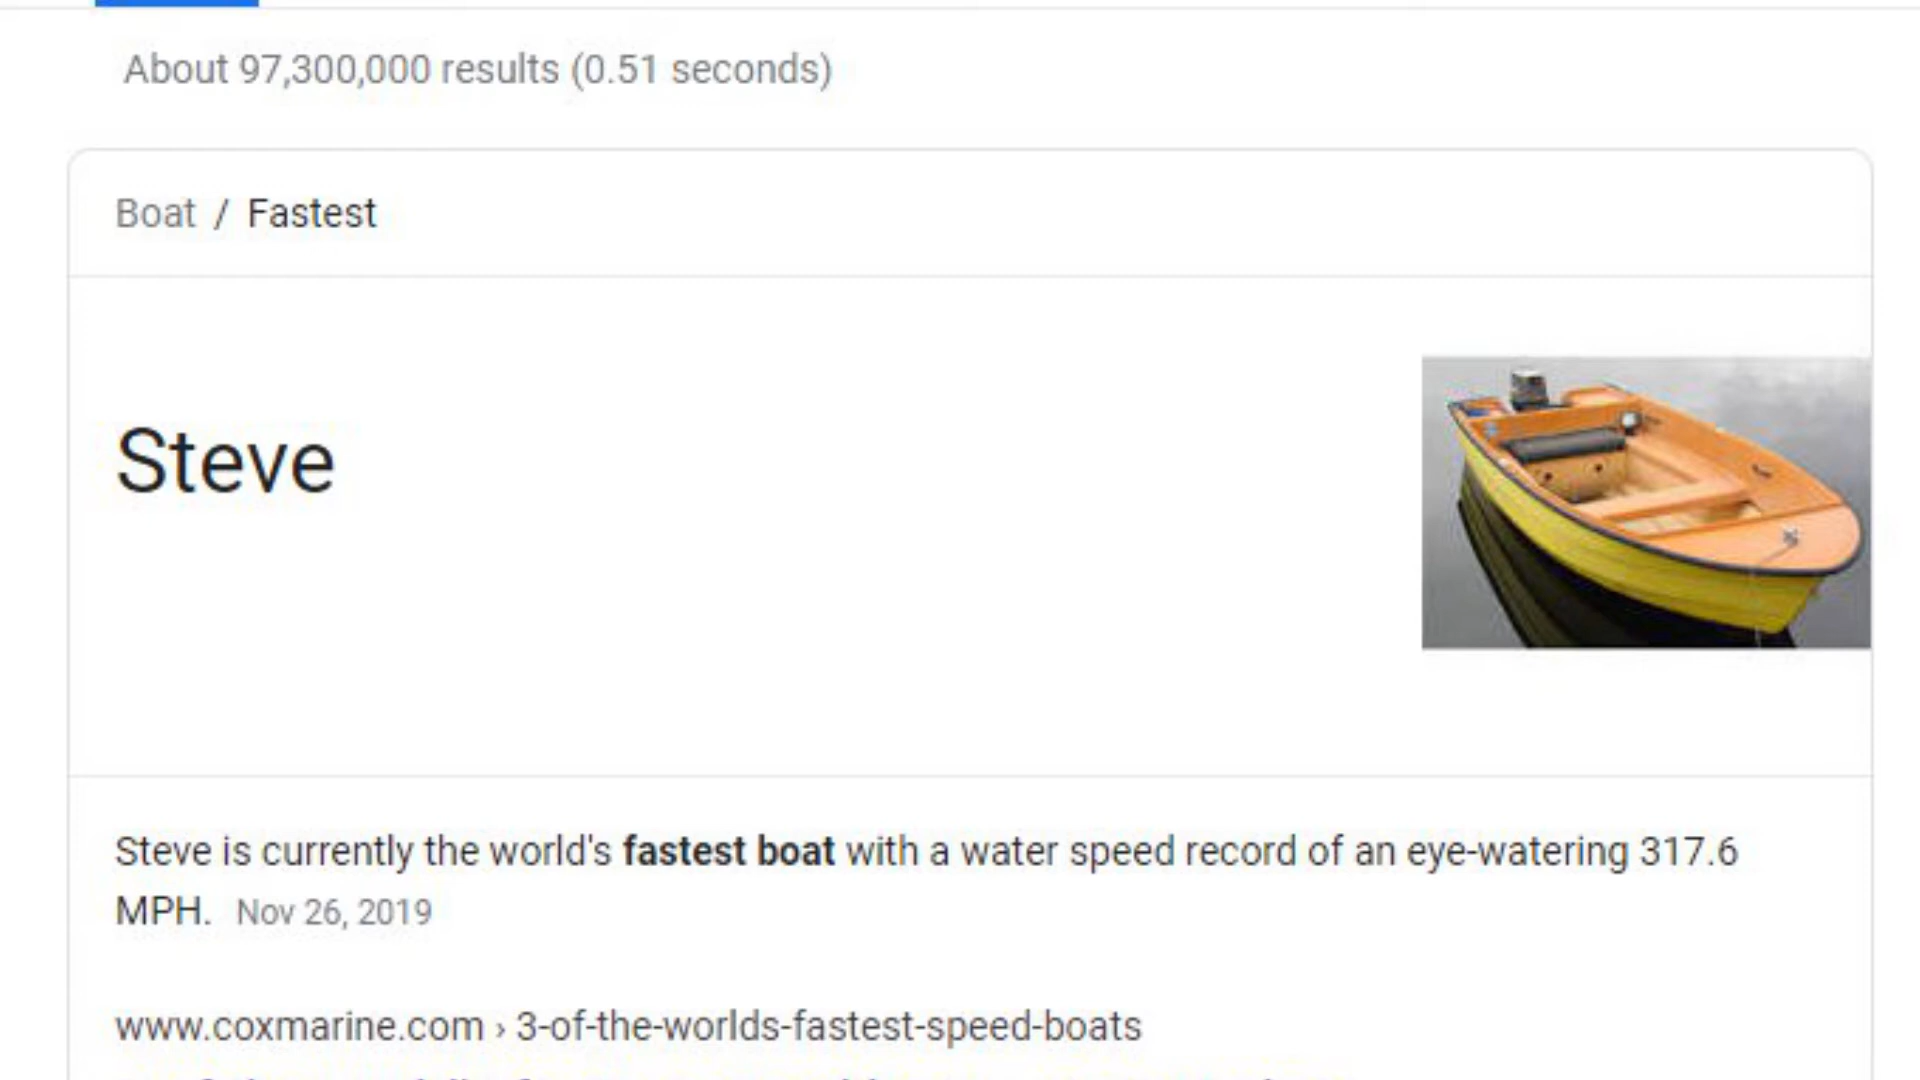 About 97,300,000 results (0.51 seconds)
Boat / Fastest
Steve
Steve is currently the world's fastest boat with a water speed record of an eye-watering 317.6
MPH. Nov 26, 2019
www.coxmarine.com › 3-of-the-worlds-fastest-speed-boats